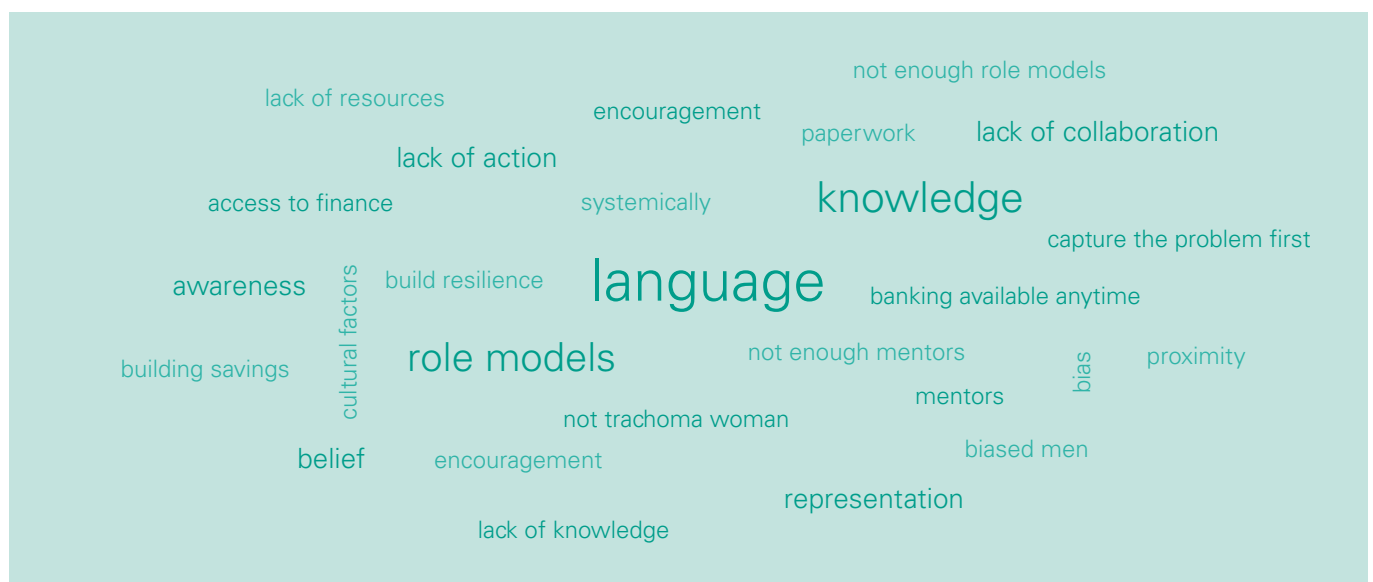 not enough role models
lack of resources
encouragement
paperwork
lack of collaboration
lack of action
knowledge
access to finance
systemically
capture the problem first
language
awareness
build resilience
banking available anytime
cultural factors
role models
not enough mentors
proximity
building savings
bias
mentors
not trachoma woman
biased men
belief
encouragement
representation
lack of knowledge